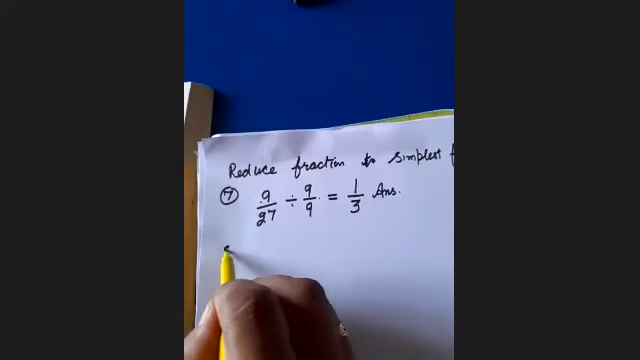 Reduce fraction to simplest
⑦ 9/27 ÷ 9/9 = 1/3 Ans.